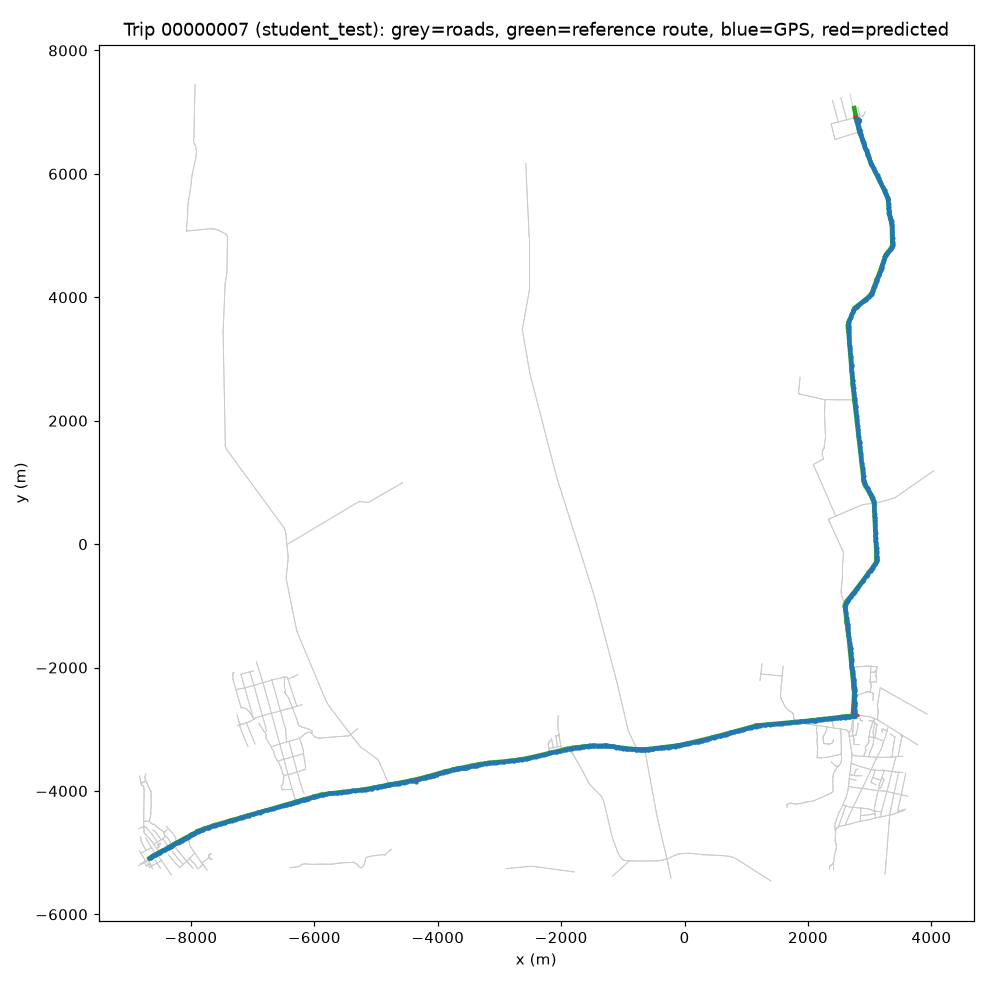 Trip 00000007 (student_test): grey=roads, green=reference route, blue=GPS, red=predicted
8000
6000
4000
2000
0
−2000
−4000
−6000
y (m)
−8000 −6000 −4000 −2000 0 2000 4000
x (m)